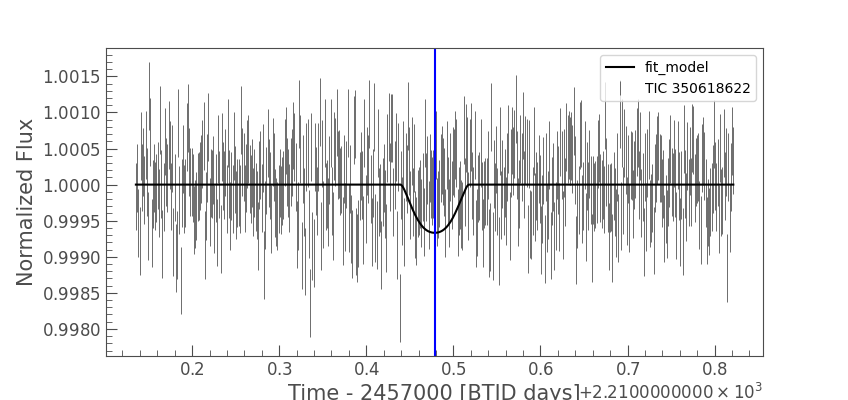 fit_model
TIC 350618622
1.0015
1.0010
1.0005
1.0000
0.9995
0.9990
0.9985
0.9980
Normalized Flux
0.2 0.3 0.4 0.5 0.6 0.7 0.8
Time - 2457000 [BTJD days]
+2.2100000000×10³